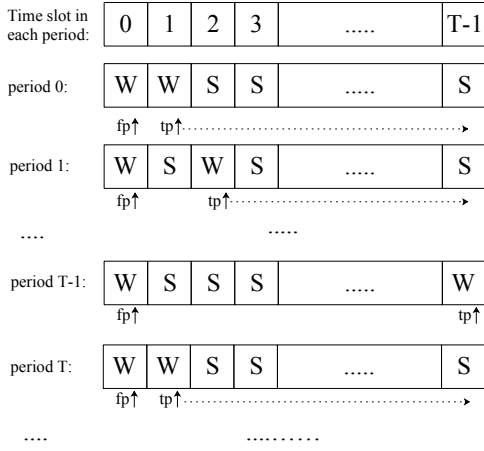 Time slot in
each period: 0 1 2 3 ..... T-1
period 0: W W S S ..... S
fp tp
period 1: W S W S ..... S
fp tp
.... .....
period T-1: W S S S ..... W
fp tp
period T: W W S S ..... S
fp tp
.... .........